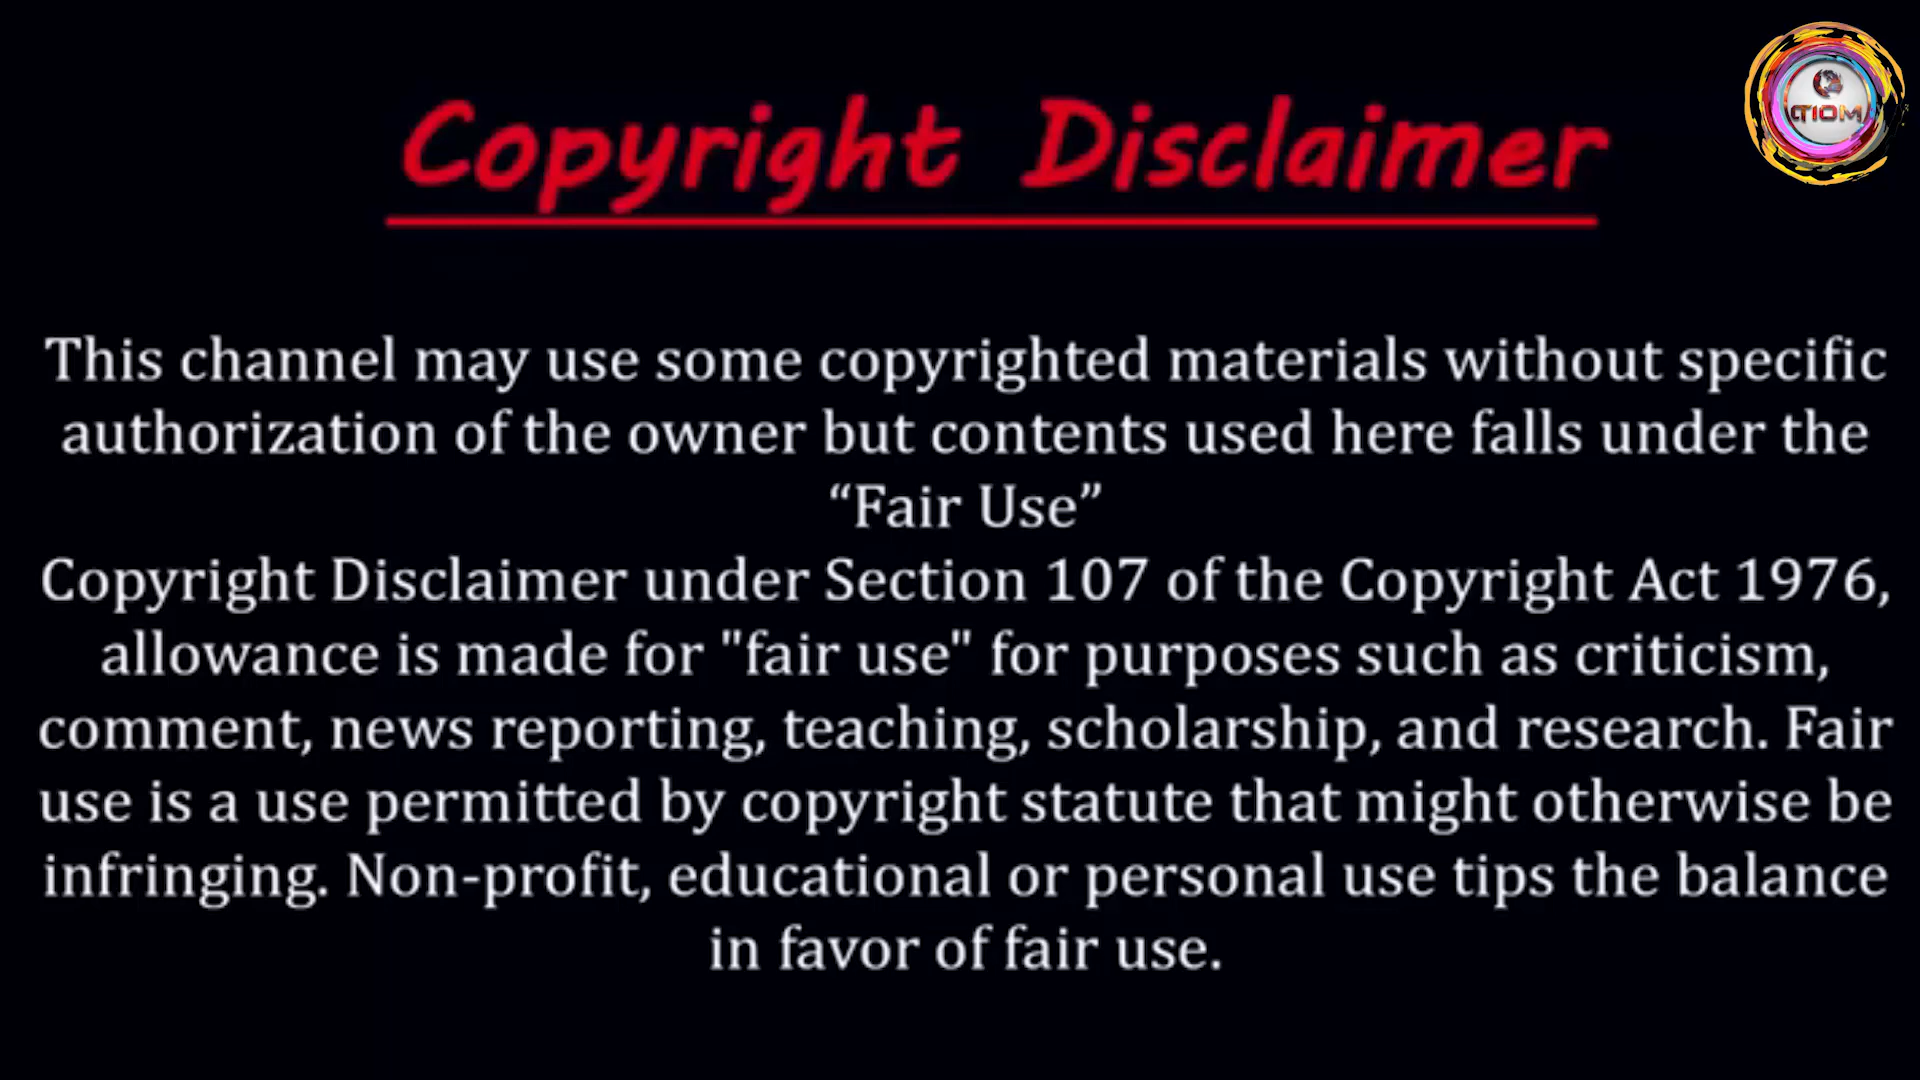 Copyright Disclaimer
TIOM
This channel may use some copyrighted materials without specific
authorization of the owner but contents used here falls under the
“Fair Use”
Copyright Disclaimer under Section 107 of the Copyright Act 1976,
allowance is made for "fair use" for purposes such as criticism,
comment, news reporting, teaching, scholarship, and research. Fair
use is a use permitted by copyright statute that might otherwise be
infringing. Non-profit, educational or personal use tips the balance
in favor of fair use.